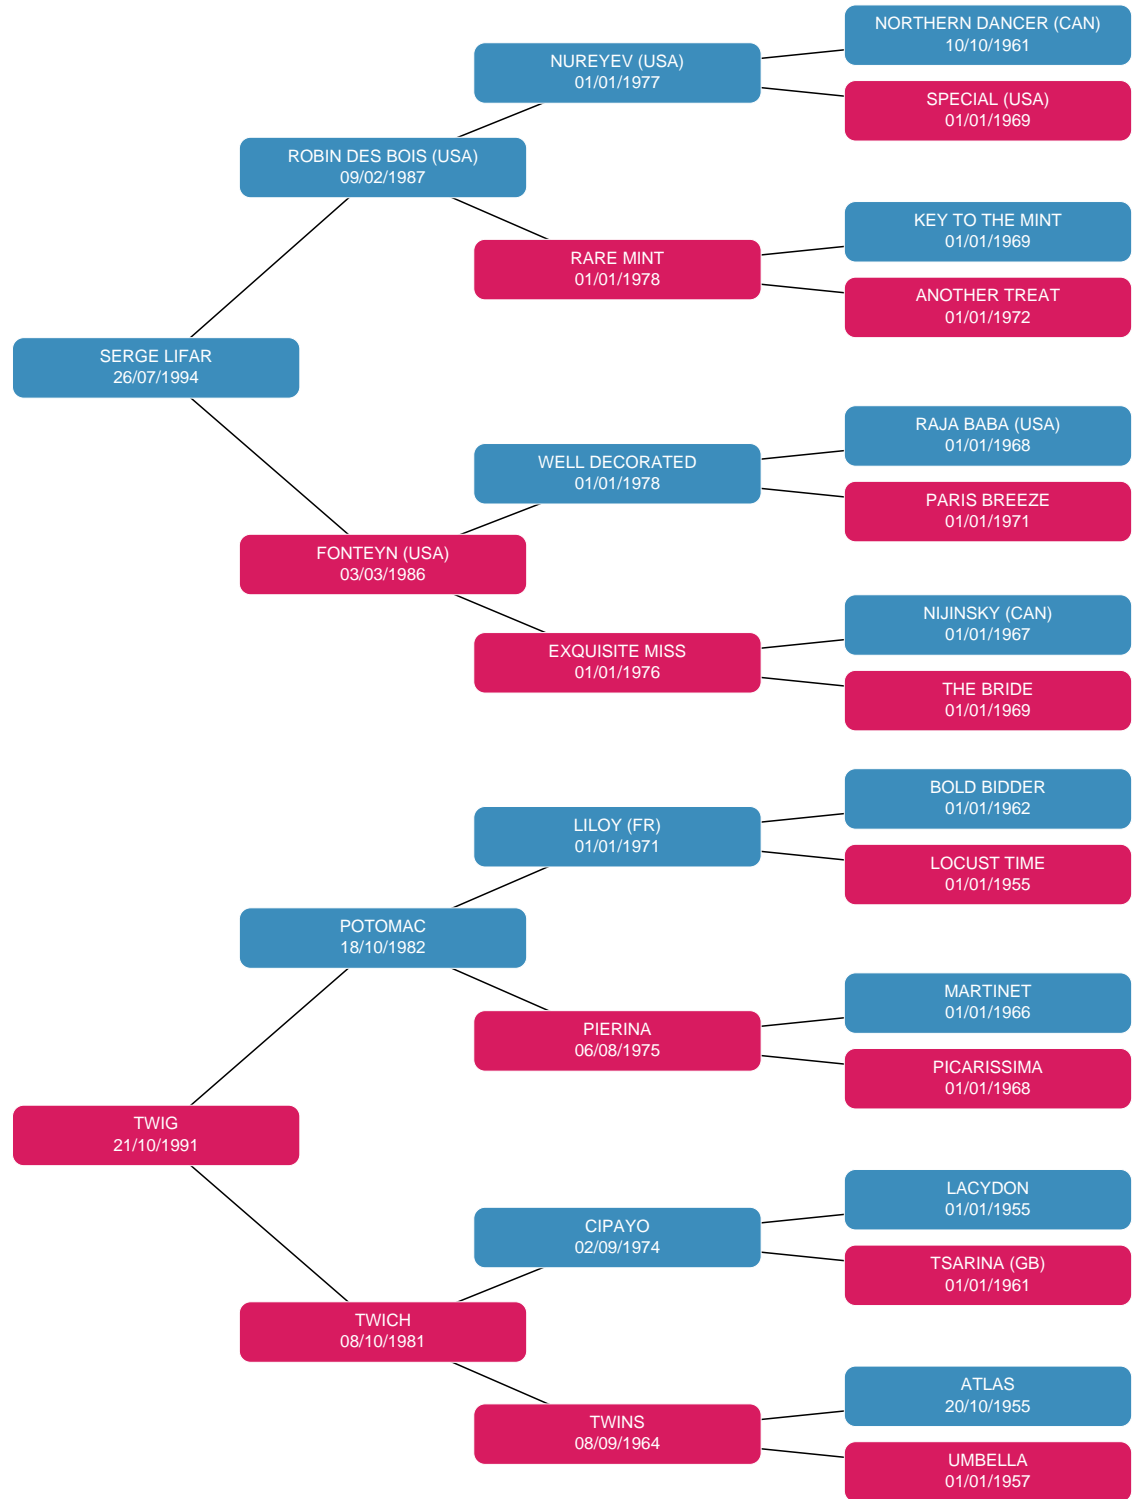 NORTHERN DANCER (CAN)
10/10/1961
NUREYEV (USA)
01/01/1977
SPECIAL (USA)
01/01/1969
ROBIN DES BOIS (USA)
09/02/1987
KEY TO THE MINT
01/01/1969
RARE MINT
01/01/1978
ANOTHER TREAT
01/01/1972
SERGE LIFAR
26/07/1994
RAJA BABA (USA)
01/01/1968
WELL DECORATED
01/01/1978
PARIS BREEZE
01/01/1971
FONTEYN (USA)
03/03/1986
NIJINSKY (CAN)
01/01/1967
EXQUISITE MISS
01/01/1976
THE BRIDE
01/01/1969
BOLD BIDDER
01/01/1962
LILOY (FR)
01/01/1971
LOCUST TIME
01/01/1955
POTOMAC
18/10/1982
MARTINET
01/01/1966
PIERINA
06/08/1975
PICARISSIMA
01/01/1968
TWIG
21/10/1991
LACYDON
01/01/1955
CIPAYO
02/09/1974
TSARINA (GB)
01/01/1961
TWICH
08/10/1981
ATLAS
20/10/1955
TWINS
08/09/1964
UMBELLA
01/01/1957